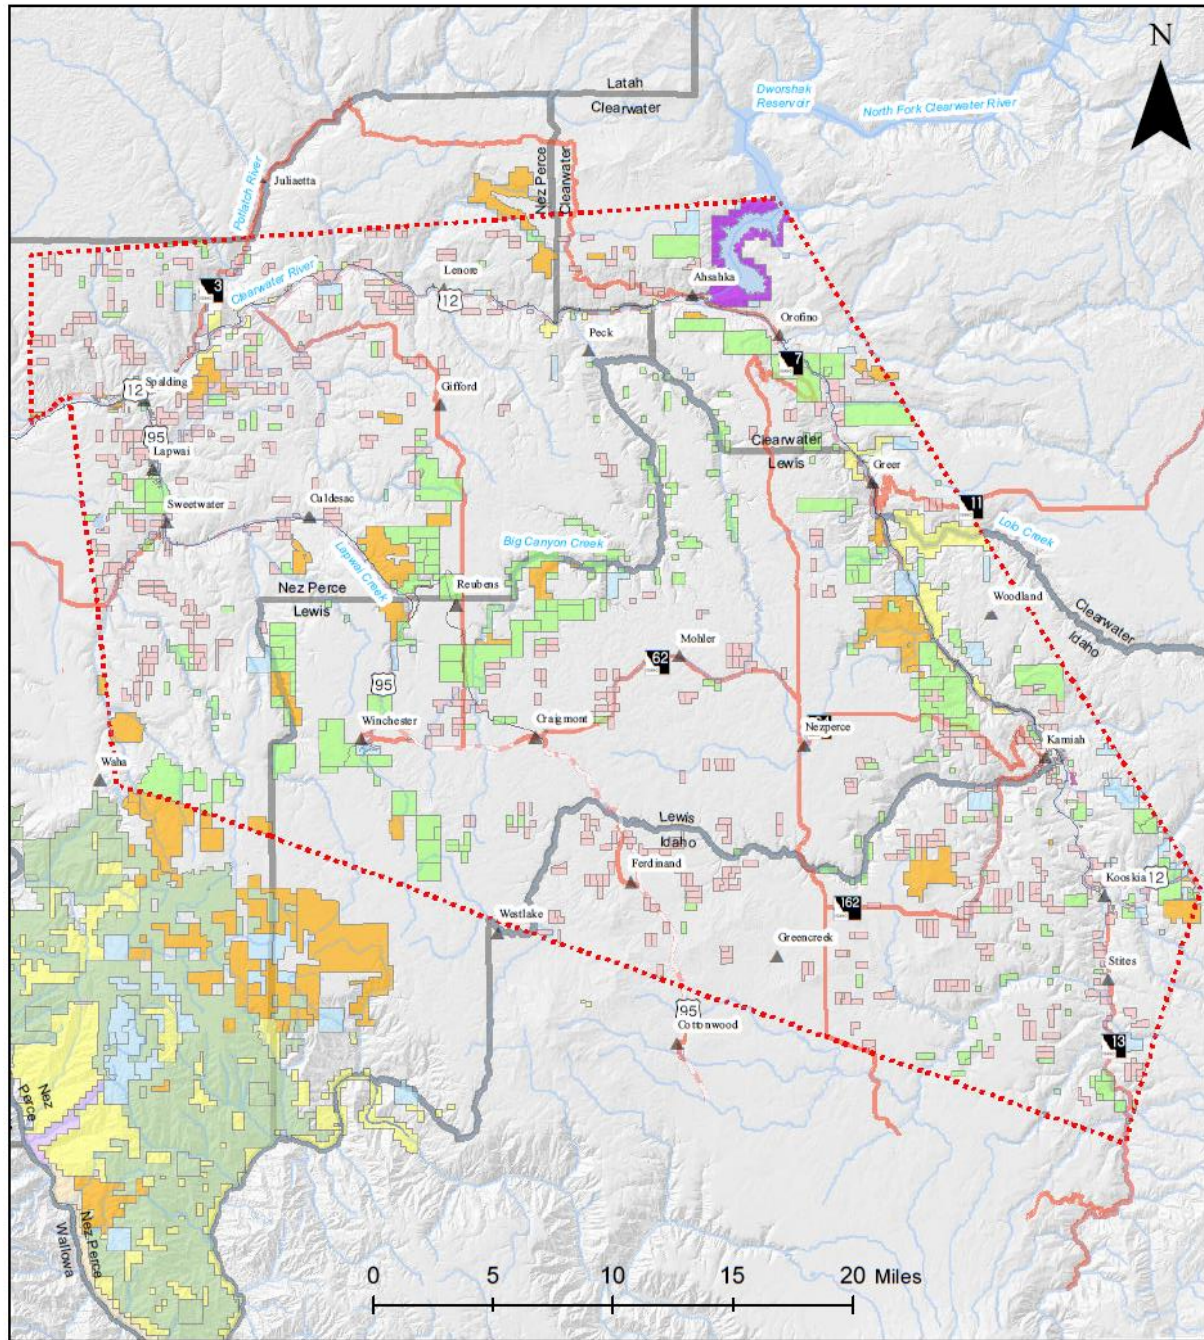 N
Latah
Clearwater
Dworshak
Reservoir
North Fork Clearwater River
Nez Perce
Clearwater
Potlatch River
Juliaetta
3
Clearwater River
Lenore
12
Ahsahka
Orofino
Peck
7
12
Spalding
Gifford
95
Lapwai
Clearwater
Lewis
Greer
Sweetwater
Culdesac
11
Lolo Creek
Big Canyon Creek
Lapwai Creek
Nez Perce
Lewis
Reubens
Woodland
Clearwater
Idaho
Mohler
62
95
Winchester
Craigmont
Nezperce
Kamiah
Waha
Lewis
Idaho
Ferdinand
Kooskia
12
162
Westlake
Greencreek
Stites
95
Cottonwood
13
Nez
Perce
Nez Perce
Wallowa
0 5 10 15 20 Miles